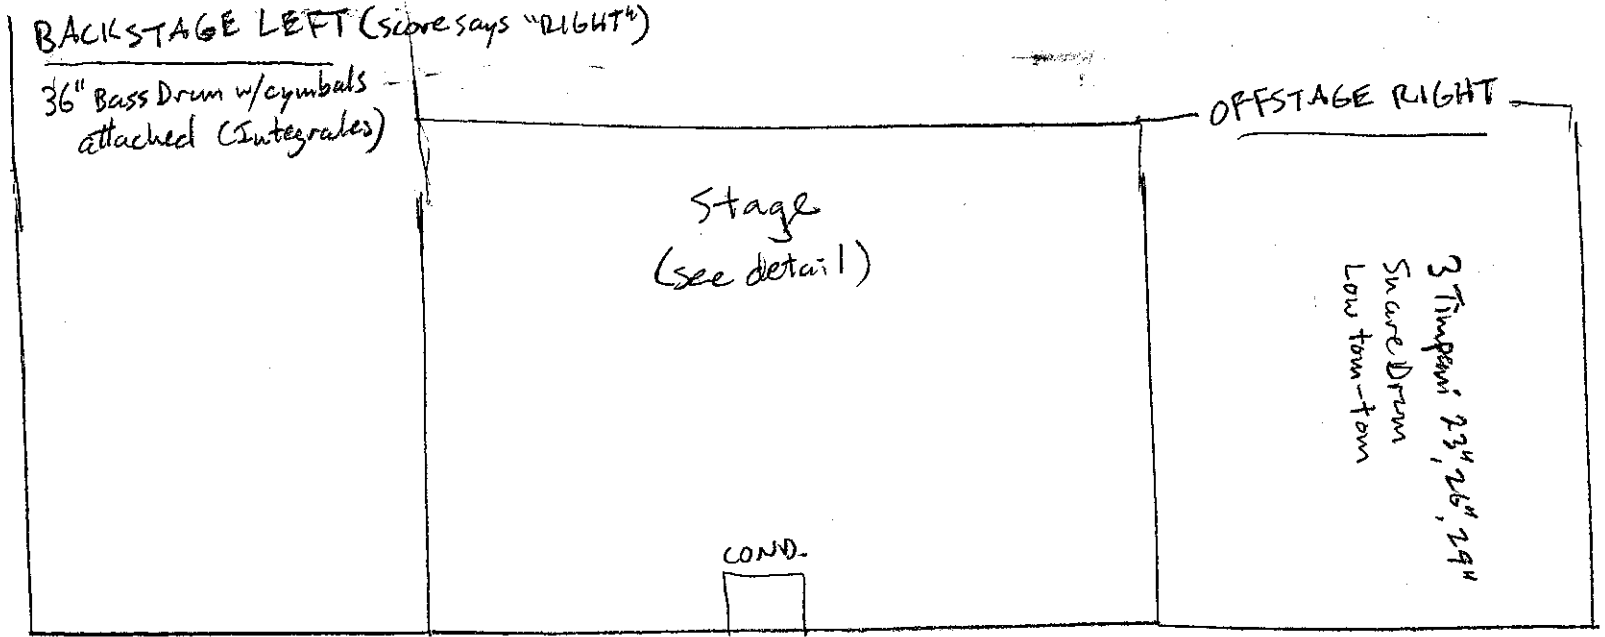 BACKSTAGE LEFT (score says "RIGHT")
36" Bass Drum w/cymbals
attached (Integrales)
OFFSTAGE RIGHT
Stage
(see detail)
3 Timpani 23", 26", 29"
Snare Drum
Low tom-tom
COND.